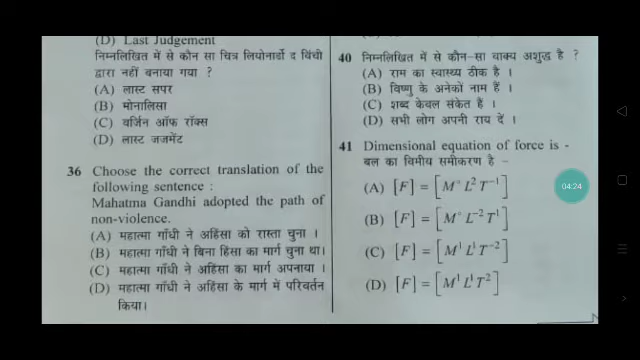 (D) Last Judgement
निम्नलिखित में से कौन सा चित्र लियोनार्डो द विंची
द्वारा नहीं बनाया गया ?
(A) लास्ट सपर
(B) मोनालिसा
(C) वर्जिन ऑफ रॉक्स
(D) लास्ट जजमेंट
36 Choose the correct translation of the
following sentence :
Mahatma Gandhi adopted the path of
non-violence.
(A) महात्मा गाँधी ने अहिंसा को रास्ता चुना ।
(B) महात्मा गाँधी ने बिना हिंसा का मार्ग चुना था।
(C) महात्मा गाँधी ने अहिंसा का मार्ग अपनाया ।
(D) महात्मा गाँधी ने अहिंसा के मार्ग में परिवर्तन
किया।
40 निम्नलिखित में से कौन-सा वाक्य अशुद्ध है ?
(A) राम का स्वास्थ्य ठीक है ।
(B) विष्णु के अनेकों नाम हैं ।
(C) शब्द केवल संकेत हैं ।
(D) सभी लोग अपनी राय दें ।
41 Dimensional equation of force is -
बल का विमीय समीकरण है –
(A) [F] = [M° L² T⁻¹]
(B) [F] = [M° L⁻² T¹]
(C) [F] = [M¹ L¹ T⁻²]
(D) [F] = [M¹ L¹ T²]
04:24